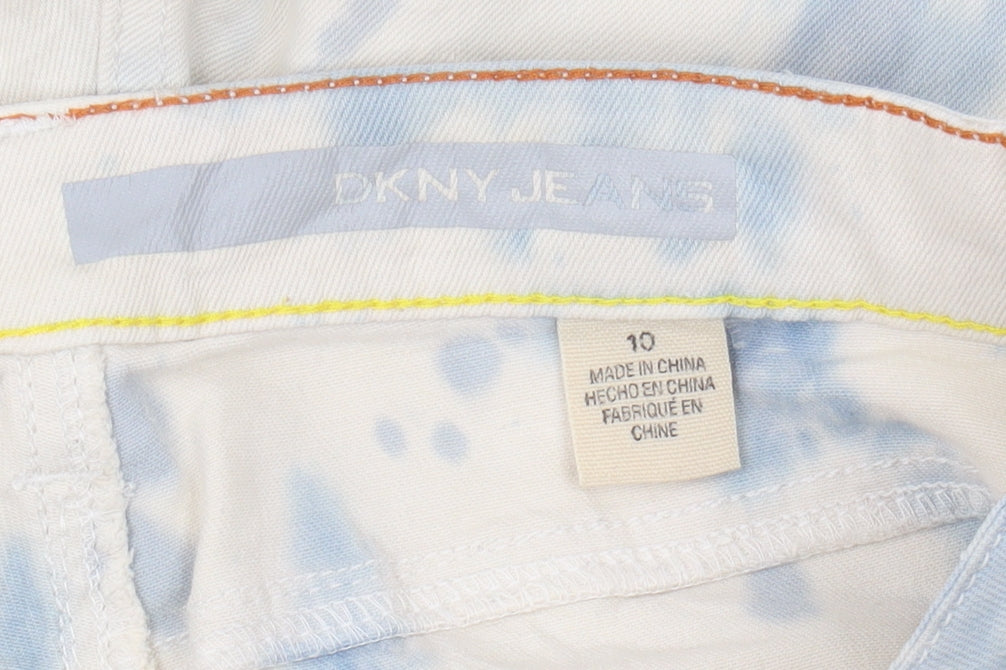 DKNY JEANS
10
MADE IN CHINA
HECHO EN CHINA
FABRIQUÉ EN
CHINE